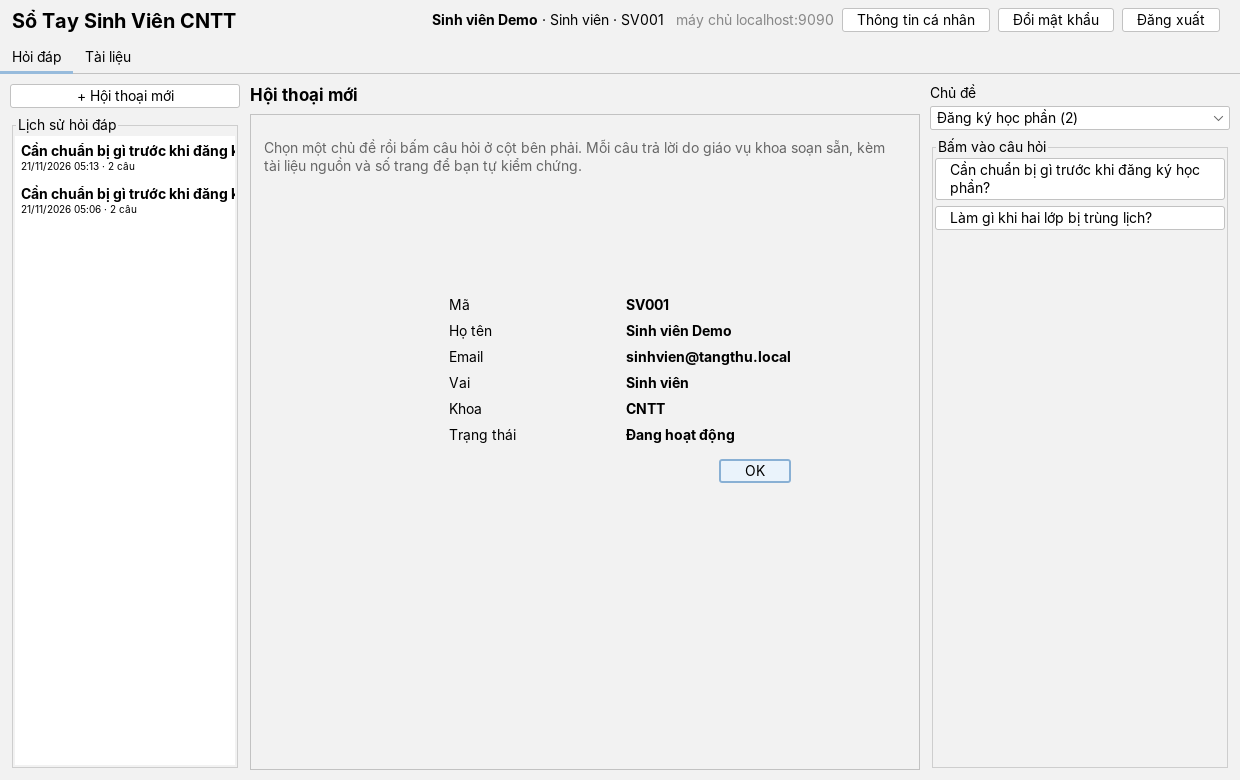 Sổ Tay Sinh Viên CNTT
Sinh viên Demo · Sinh viên · SV001 máy chủ localhost:9090
Thông tin cá nhân
Đổi mật khẩu
Đăng xuất
Hỏi đáp
Tài liệu
+ Hội thoại mới
Lịch sử hỏi đáp
Cần chuẩn bị gì trước khi đăng k
21/11/2026 05:13 · 2 câu
Cần chuẩn bị gì trước khi đăng k
21/11/2026 05:06 · 2 câu
Hội thoại mới
Chọn một chủ đề rồi bấm câu hỏi ở cột bên phải. Mỗi câu trả lời do giáo vụ khoa soạn sẵn, kèm
tài liệu nguồn và số trang để bạn tự kiểm chứng.
Mã SV001
Họ tên Sinh viên Demo
Email sinhvien@tangthu.local
Vai Sinh viên
Khoa CNTT
Trạng thái Đang hoạt động
OK
Chủ đề
Đăng ký học phần (2)
Bấm vào câu hỏi
Cần chuẩn bị gì trước khi đăng ký học
phần?
Làm gì khi hai lớp bị trùng lịch?